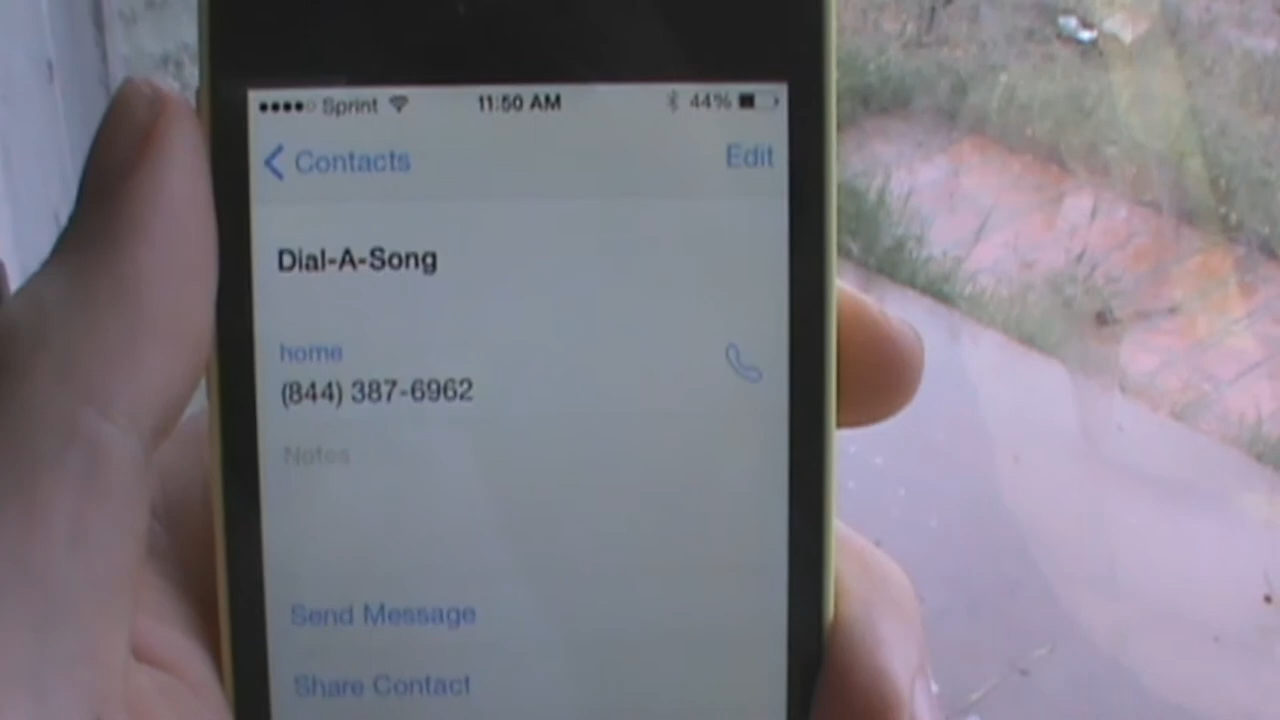 Sprint 11:50 AM 44%
Contacts Edit
Dial-A-Song
home
(844) 387-6962
Notes
Send Message
Share Contact